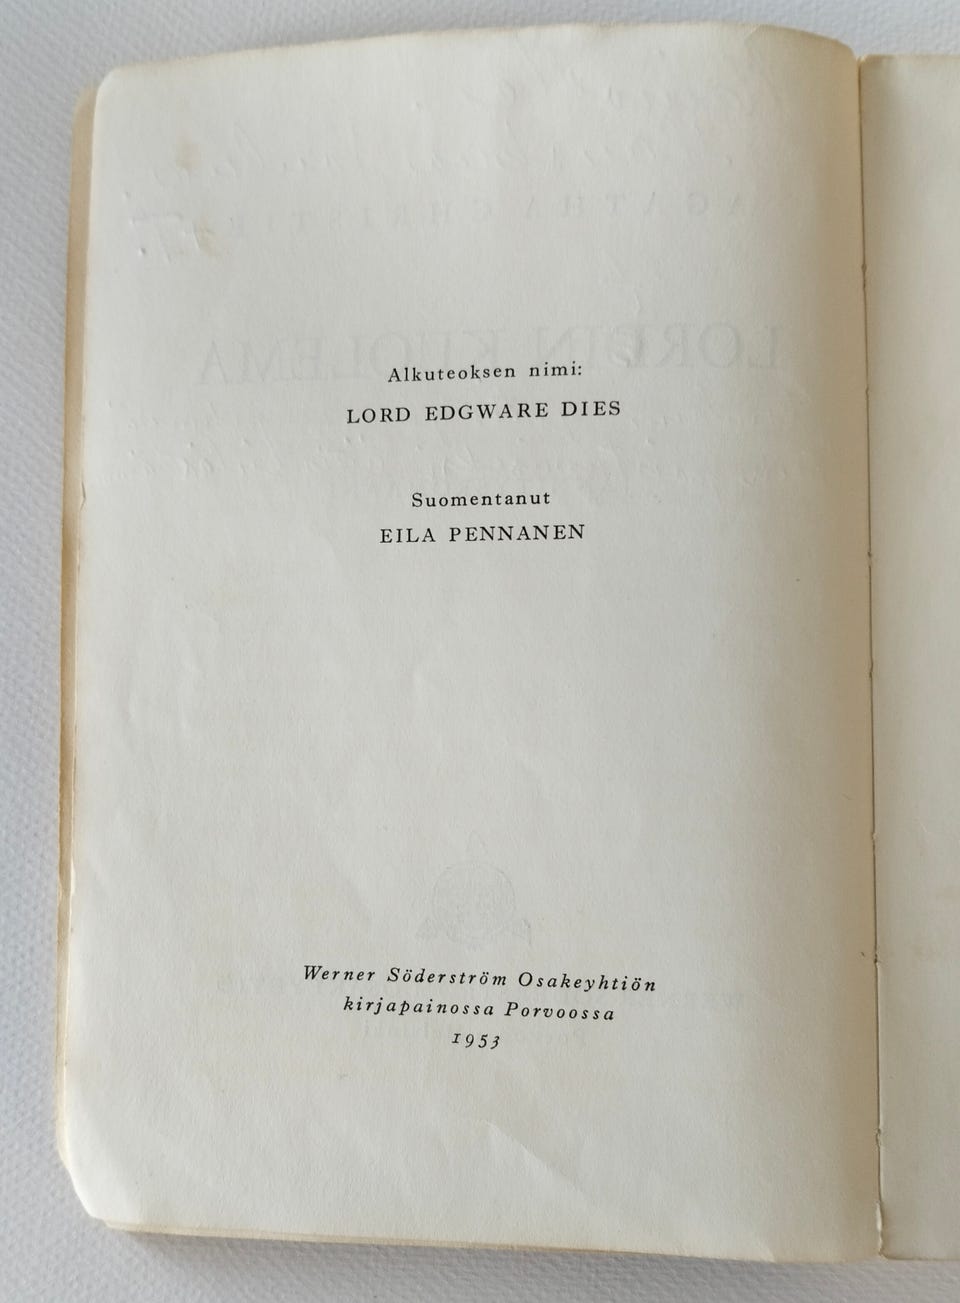 Alkuteoksen nimi:
LORD EDGWARE DIES
Suomentanut
EILA PENNANEN
Werner Söderström Osakeyhtiön
kirjapainossa Porvoossa
1953